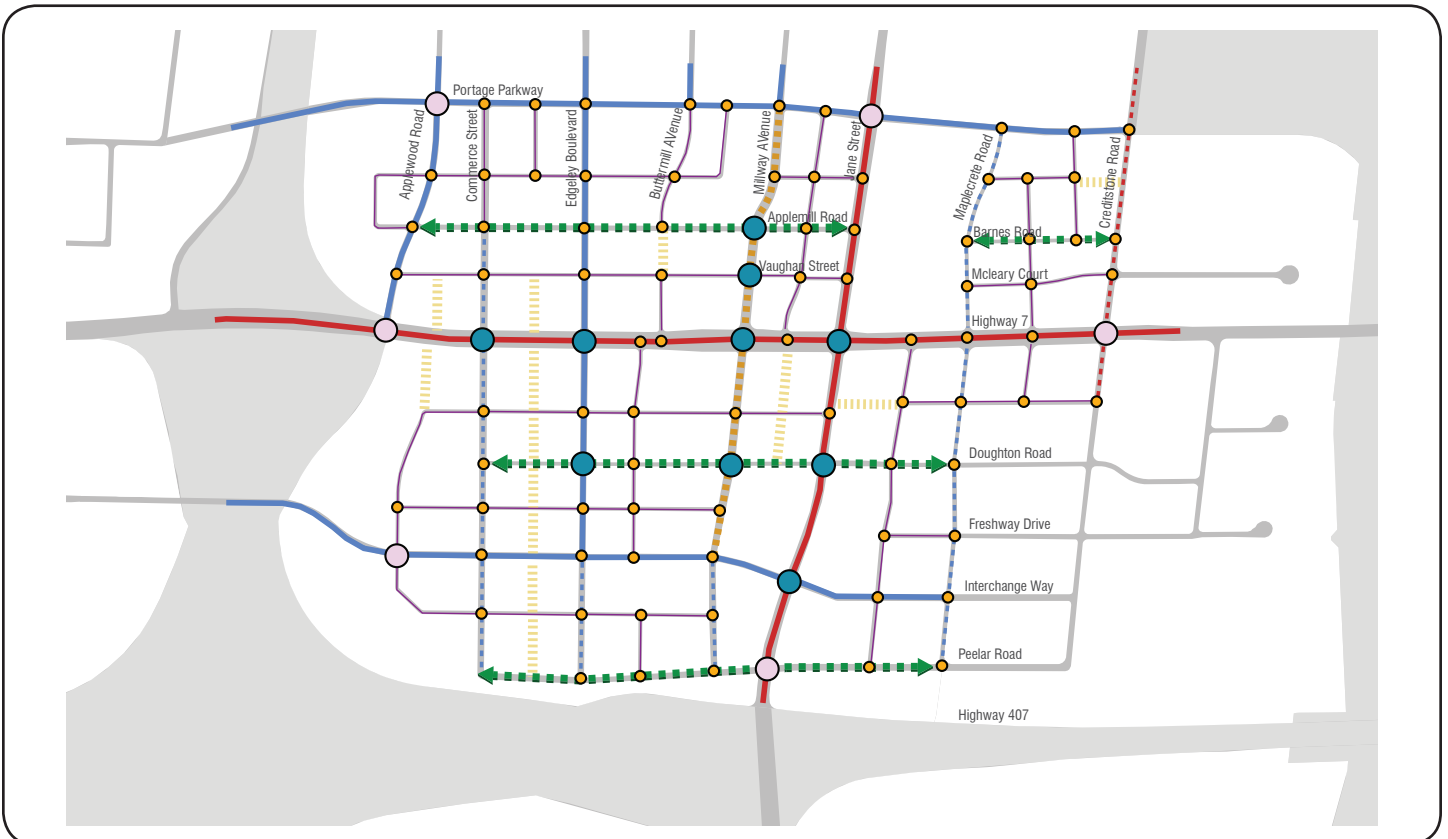 Portage Parkway
Applewood Road
Commerce Street
Edgeley Boulevard
Buttermill AVenue
Millway AVenue
Jane Street
Maplecrete Road
Creditstone Road
Applemill Road
Barnes Road
Vaughan Street
Mcleary Court
Highway 7
Doughton Road
Freshway Drive
Interchange Way
Peelar Road
Highway 407